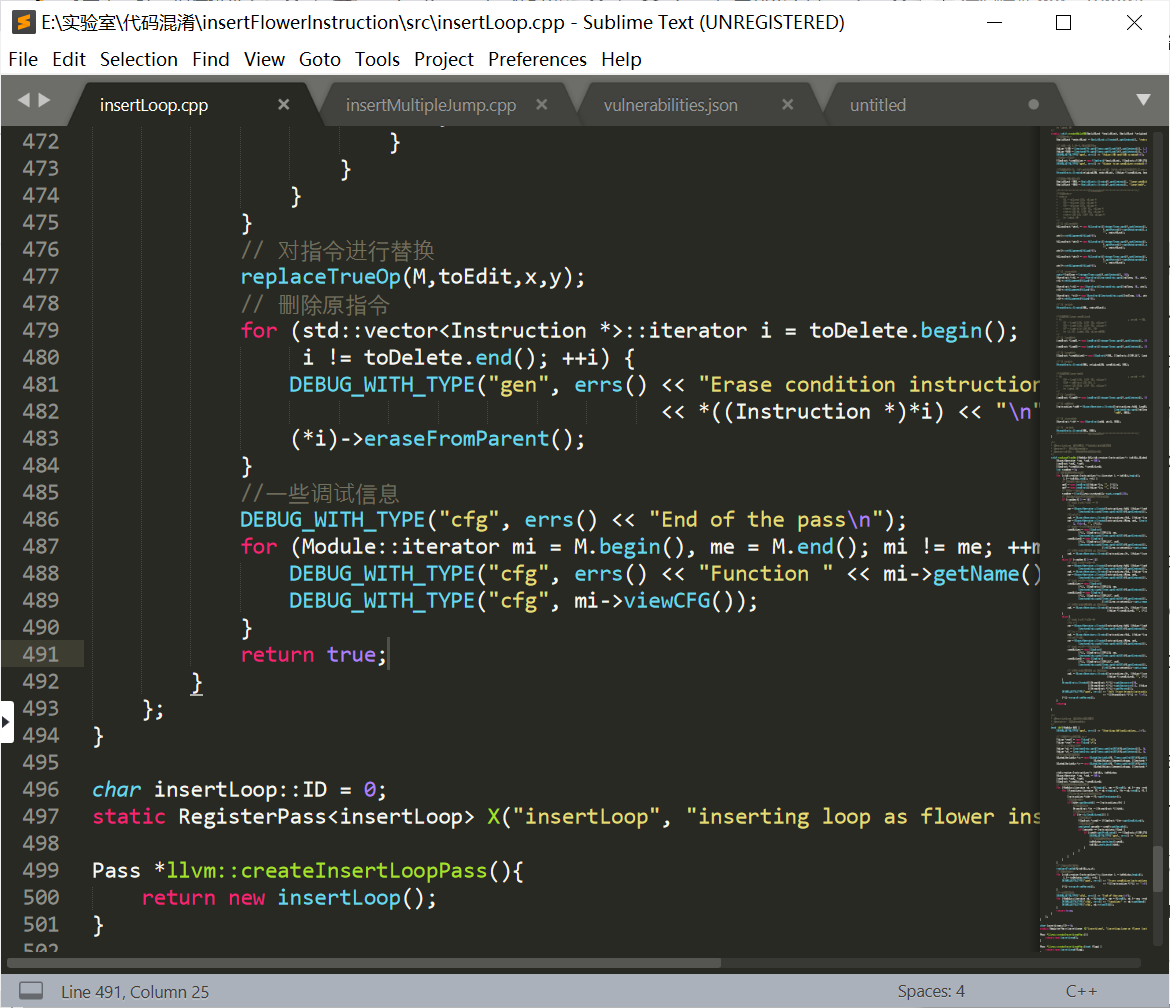 E:\实验室\代码混淆\insertFlowerInstruction\src\insertLoop.cpp - Sublime Text (UNREGISTERED)
File Edit Selection Find View Goto Tools Project Preferences Help
insertLoop.cpp insertMultipleJump.cpp vulnerabilities.json untitled
472 }
473 }
474 }
475 }
476 // 对指令进行替换
477 replaceTrueOp(M,toEdit,x,y);
478 // 删除原指令
479 for (std::vector<Instruction *>::iterator i = toDelete.begin();
480 i != toDelete.end(); ++i) {
481 DEBUG_WITH_TYPE("gen", errs() << "Erase condition instruction
482 << *((Instruction *)*i) << "\n"
483 (*i)->eraseFromParent();
484 }
485 //一些调试信息
486 DEBUG_WITH_TYPE("cfg", errs() << "End of the pass\n");
487 for (Module::iterator mi = M.begin(), me = M.end(); mi != me; ++m
488 DEBUG_WITH_TYPE("cfg", errs() << "Function " << mi->getName()
489 DEBUG_WITH_TYPE("cfg", mi->viewCFG());
490 }
491 return true;
492 }
493 };
494 }
495
496 char insertLoop::ID = 0;
497 static RegisterPass<insertLoop> X("insertLoop", "inserting loop as flower ins
498
499 Pass *llvm::createInsertLoopPass(){
500 return new insertLoop();
501 }
502
Line 491, Column 25 Spaces: 4 C++